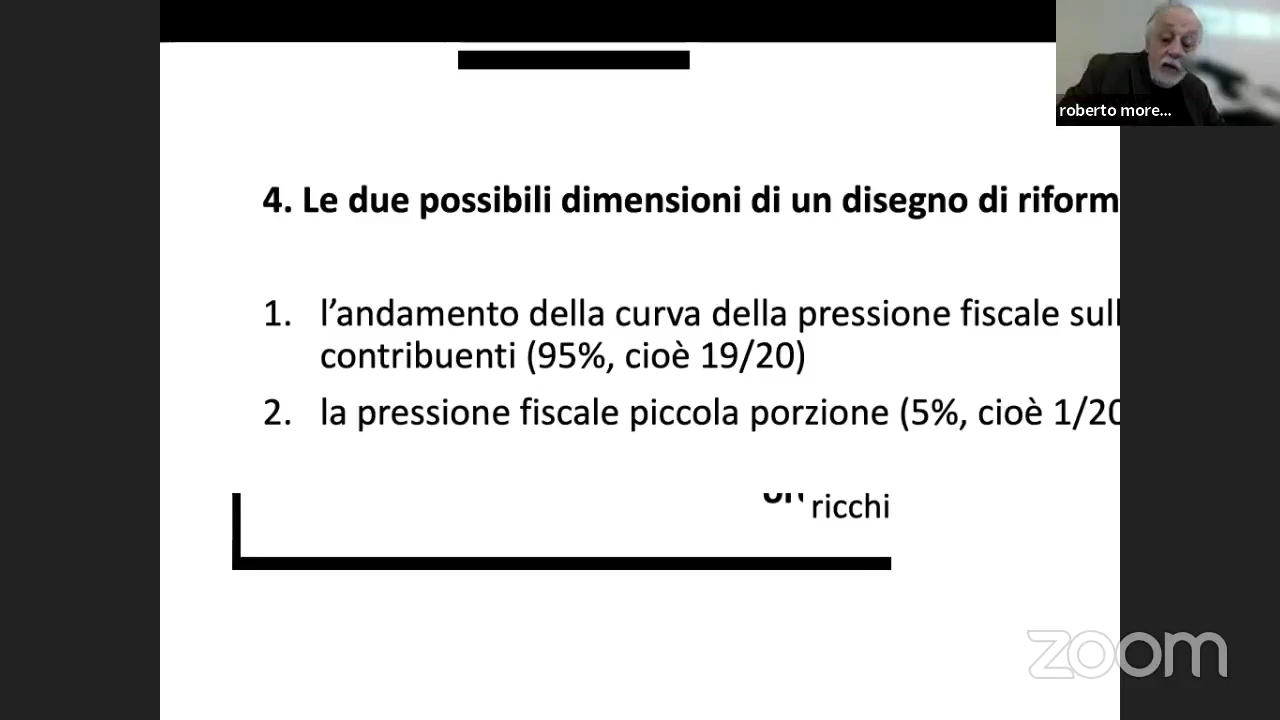 roberto more...
4. Le due possibili dimensioni di un disegno di riform
1. l’andamento della curva della pressione fiscale sull
contribuenti (95%, cioè 19/20)
2. la pressione fiscale piccola porzione (5%, cioè 1/20
ricchi
zoom